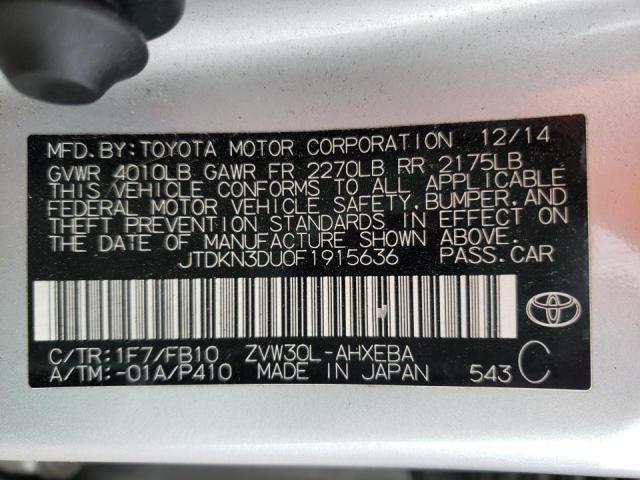 MFD.BY:TOYOTA MOTOR CORPORATION 12/14
GVWR 4010LB GAWR FR 2270LB RR 2175LB
THIS VEHICLE CONFORMS TO ALL APPLICABLE
FEDERAL MOTOR VEHICLE SAFETY,BUMPER,AND
THEFT PREVENTION STANDARDS IN EFFECT ON
THE DATE OF MANUFACTURE SHOWN ABOVE.
JTDKN3DU0F1915636 PASS.CAR
C/TR:1F7/FB10 ZVW30L-AHXEBA
A/TM:-01A/P410 MADE IN JAPAN 543 C